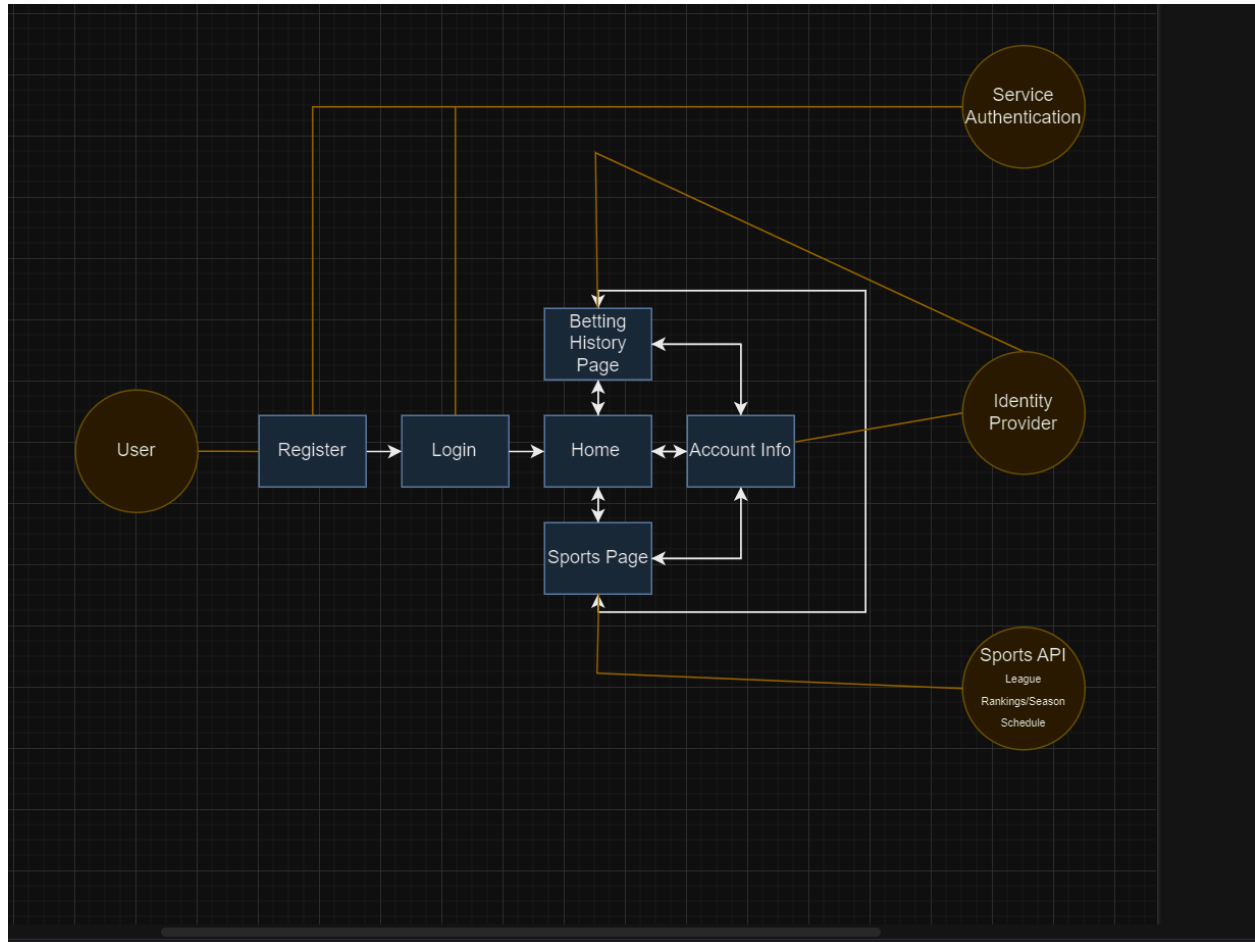 Service
Authentication
Betting
History
Page
Identity
Provider
User
Register
Login
Home
Account Info
Sports Page
Sports API
League
Rankings/Season
Schedule